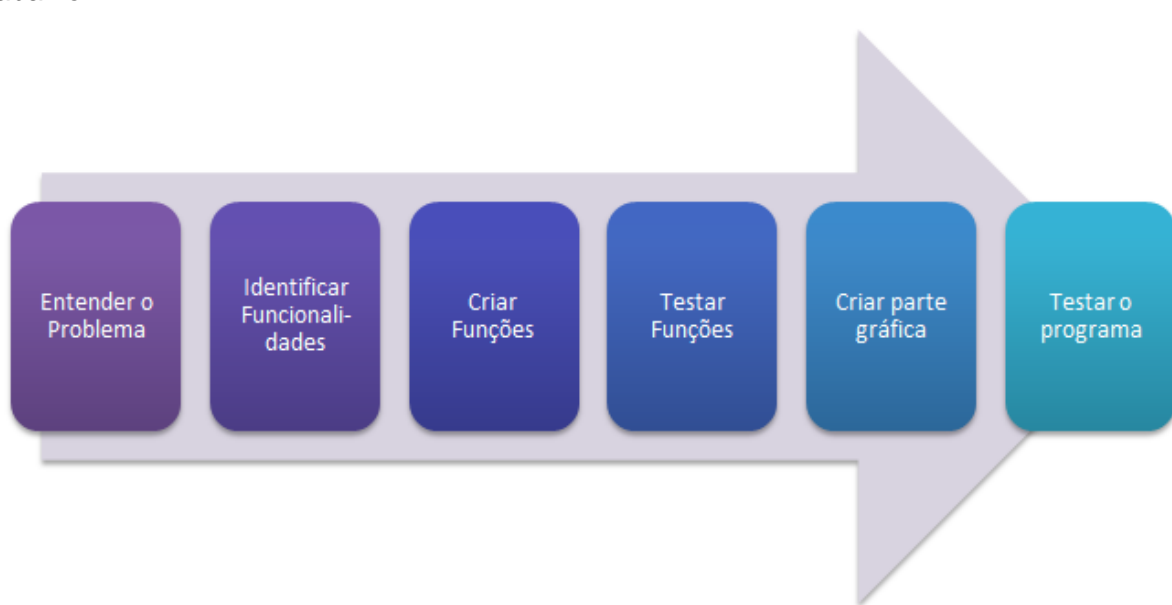 Entender o
Problema
Identificar
Funcionali-
dades
Criar
Funções
Testar
Funções
Criar parte
gráfica
Testar o
programa